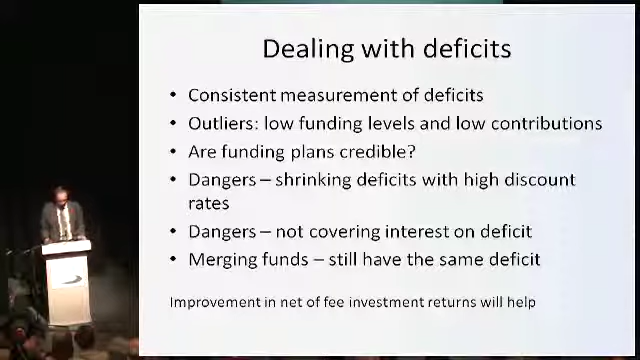 Dealing with deficits
• Consistent measurement of deficits
• Outliers: low funding levels and low contributions
• Are funding plans credible?
• Dangers – shrinking deficits with high discount
rates
• Dangers – not covering interest on deficit
• Merging funds – still have the same deficit
Improvement in net of fee investment returns will help